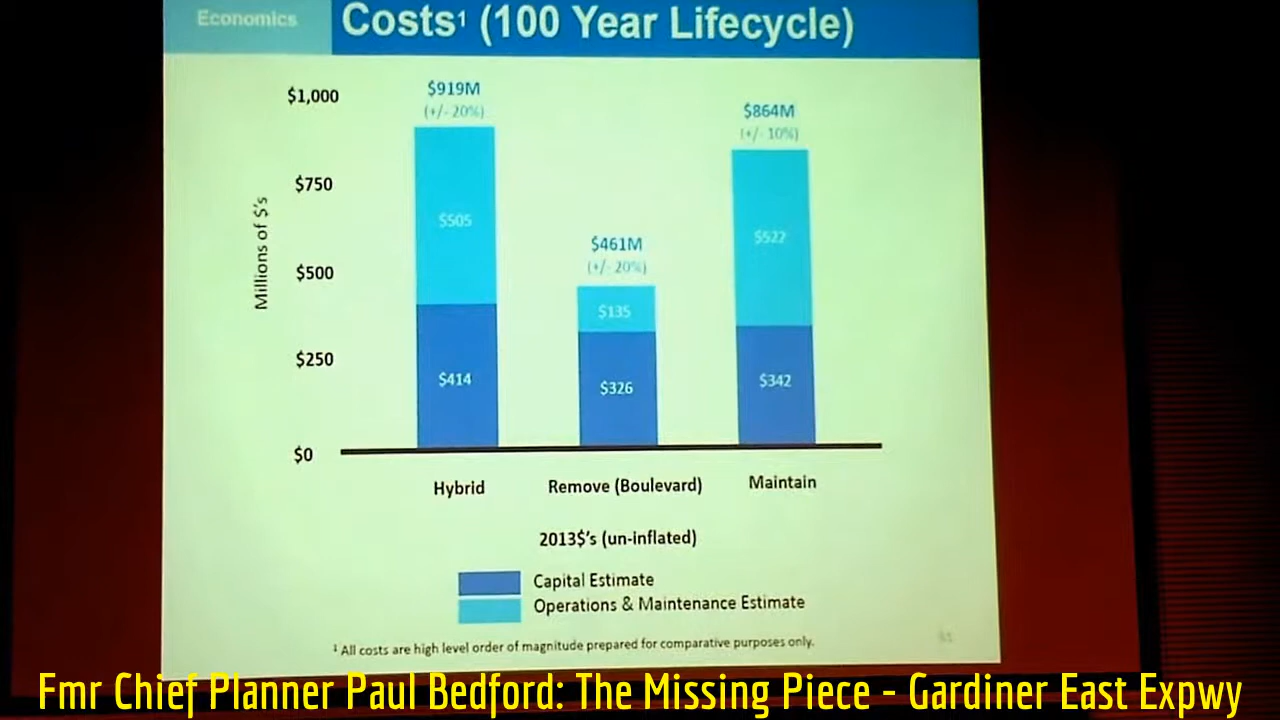 Economics
Costs¹ (100 Year Lifecycle)
$1,000
$750
$500
$250
$0
Millions of $'s
$919M
(+/- 20%)
$505
$414
$461M
(+/- 20%)
$135
$326
$864M
(+/- 10%)
$522
$342
Hybrid
Remove (Boulevard)
Maintain
2013$'s (un-inflated)
Capital Estimate
Operations & Maintenance Estimate
¹ All costs are high level order of magnitude prepared for comparative purposes only.
Fmr Chief Planner Paul Bedford: The Missing Piece - Gardiner East Expwy